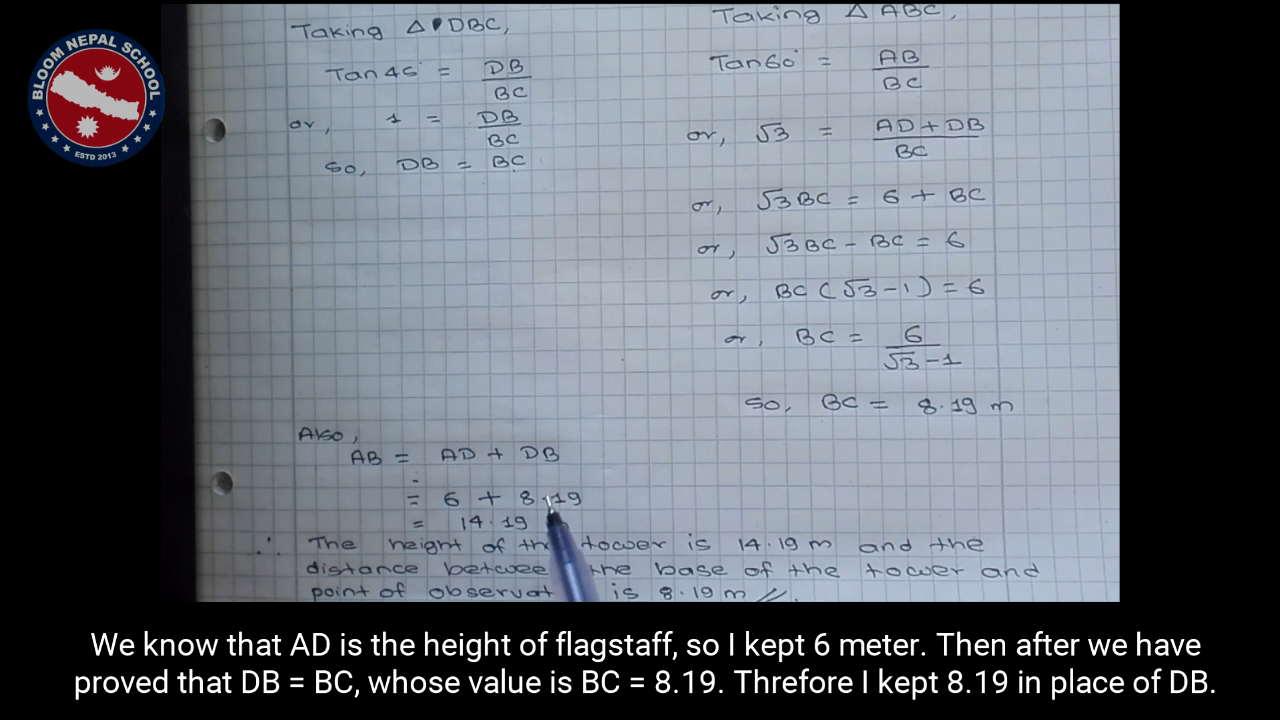 BLOOM NEPAL SCHOOL
ESTD 2013
Taking △ DBC,
Tan45° = DB
BC
or, 1 = DB
BC
so, DB = BC
Taking △ ABC,
Tan60° = AB
BC
or, √3 = AD + DB
BC
or, √3BC = 6 + BC
or, √3BC - BC = 6
or, BC (√3-1) = 6
or, BC = 6
√3-1
so, BC = 8.19 m
Also,
AB = AD + DB
= 6 + 8.19
= 14.19
∴ The height of the tower is 14.19 m and the
distance betwee the base of the tower and
point of observat is 8.19 m //.
We know that AD is the height of flagstaff, so I kept 6 meter. Then after we have
proved that DB = BC, whose value is BC = 8.19. Threfore I kept 8.19 in place of DB.